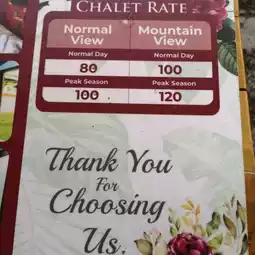 CHALET RATE
Normal View
Mountain View
Normal Day
Normal Day
80
100
Peak Season
Peak Season
100
120
Thank You
For
Choosing
Us.